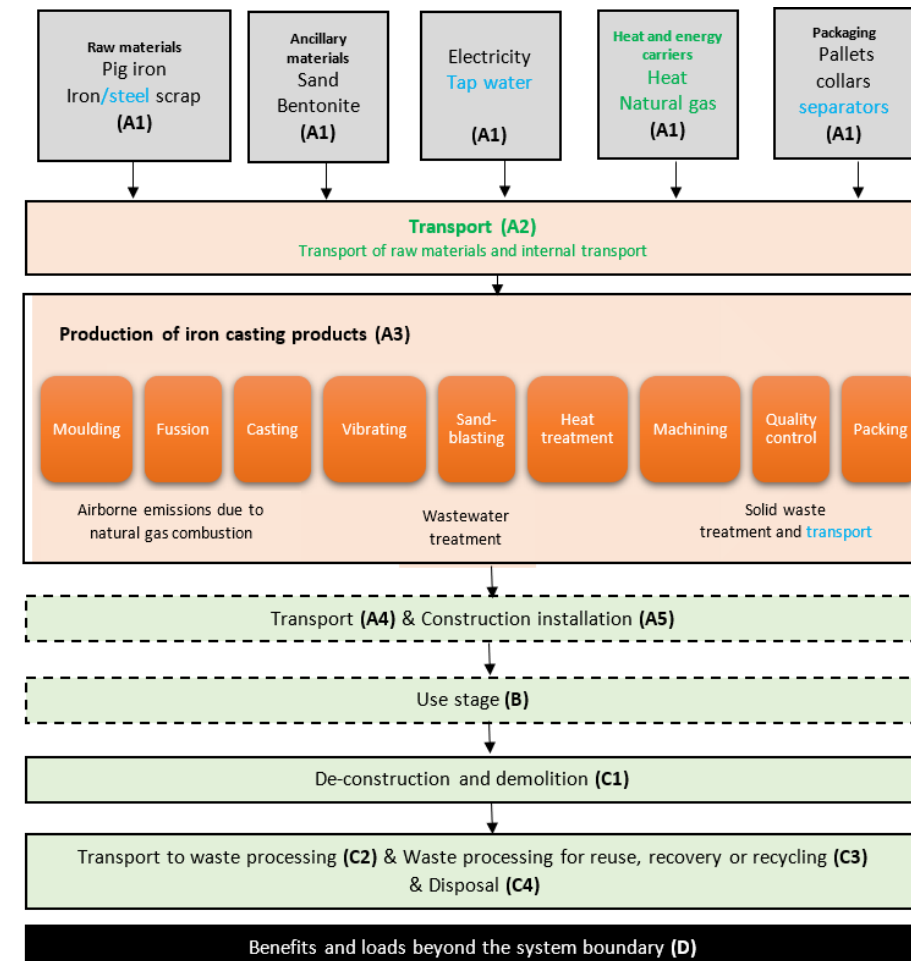 Raw materials
Pig iron
Iron/steel scrap
(A1)
Ancillary
materials
Sand
Bentonite
(A1)
Electricity
Tap water
(A1)
Heat and energy
carriers
Heat
Natural gas
(A1)
Packaging
Pallets
collars
separators
(A1)
Transport (A2)
Transport of raw materials and internal transport
Production of iron casting products (A3)
Moulding
Fussion
Casting
Vibrating
Sand-
blasting
Heat
treatment
Machining
Quality
control
Packing
Airborne emissions due to
natural gas combustion
Wastewater
treatment
Solid waste
treatment and transport
Transport (A4) & Construction installation (A5)
Use stage (B)
De-construction and demolition (C1)
Transport to waste processing (C2) & Waste processing for reuse, recovery or recycling (C3)
& Disposal (C4)
Benefits and loads beyond the system boundary (D)